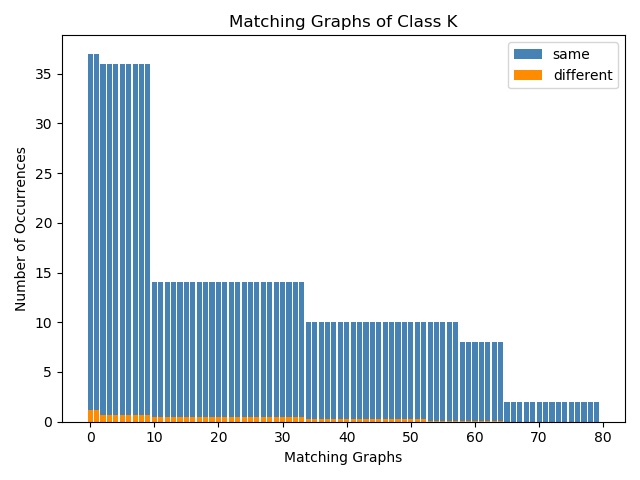 Matching Graphs of Class K
same
different
Number of Occurrences
35
30
25
20
15
10
5
0
0 10 20 30 40 50 60 70 80
Matching Graphs